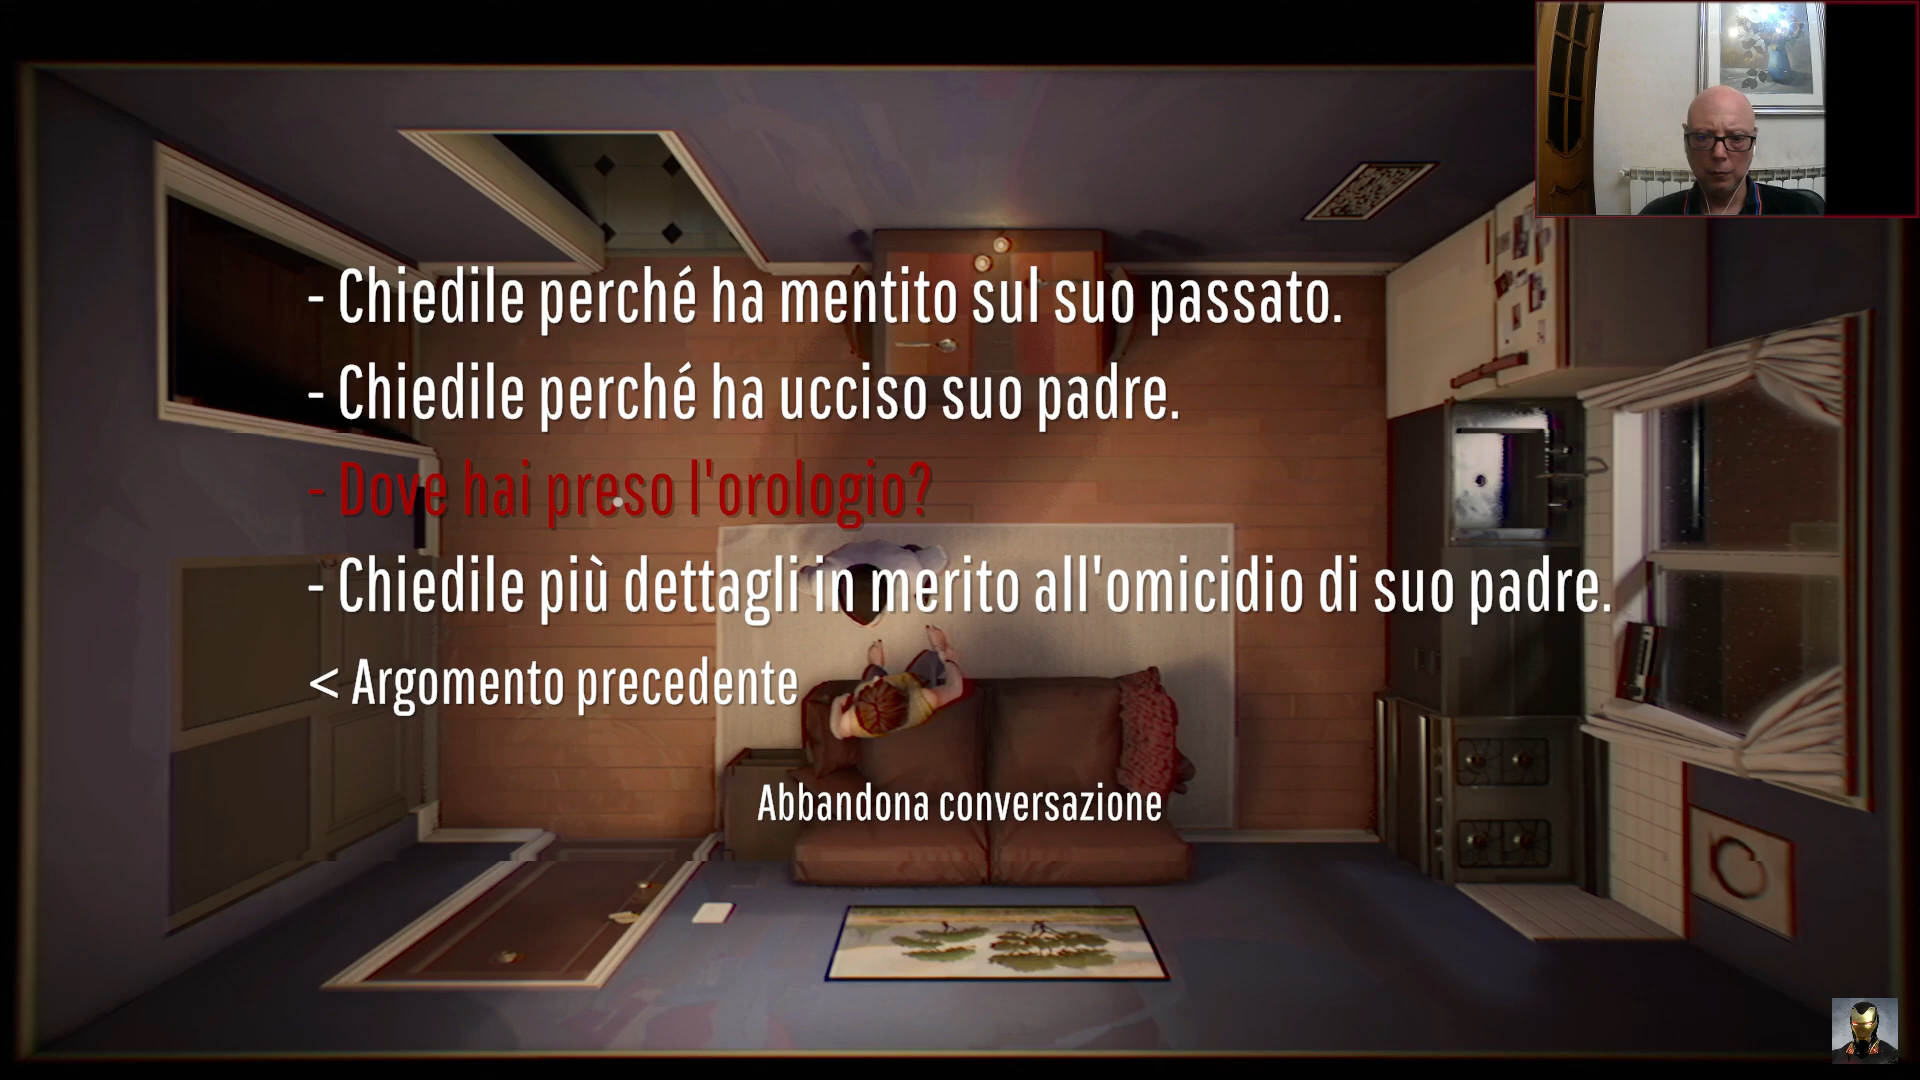 - Chiedile perché ha mentito sul suo passato.
- Chiedile perché ha ucciso suo padre.
- Dove hai preso l'orologio?
- Chiedile più dettagli in merito all'omicidio di suo padre.
< Argomento precedente
Abbandona conversazione